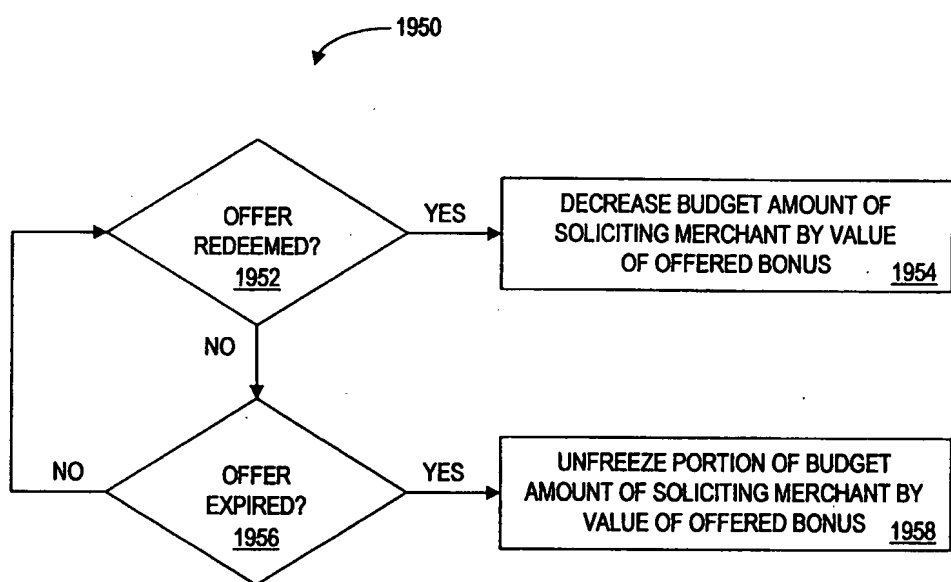 1950
OFFER
REDEEMED?
1952
YES
DECREASE BUDGET AMOUNT OF
SOLICITING MERCHANT BY VALUE
OF OFFERED BONUS 1954
NO
OFFER
EXPIRED?
1956
NO
YES
UNFREEZE PORTION OF BUDGET
AMOUNT OF SOLICITING MERCHANT BY
VALUE OF OFFERED BONUS 1958